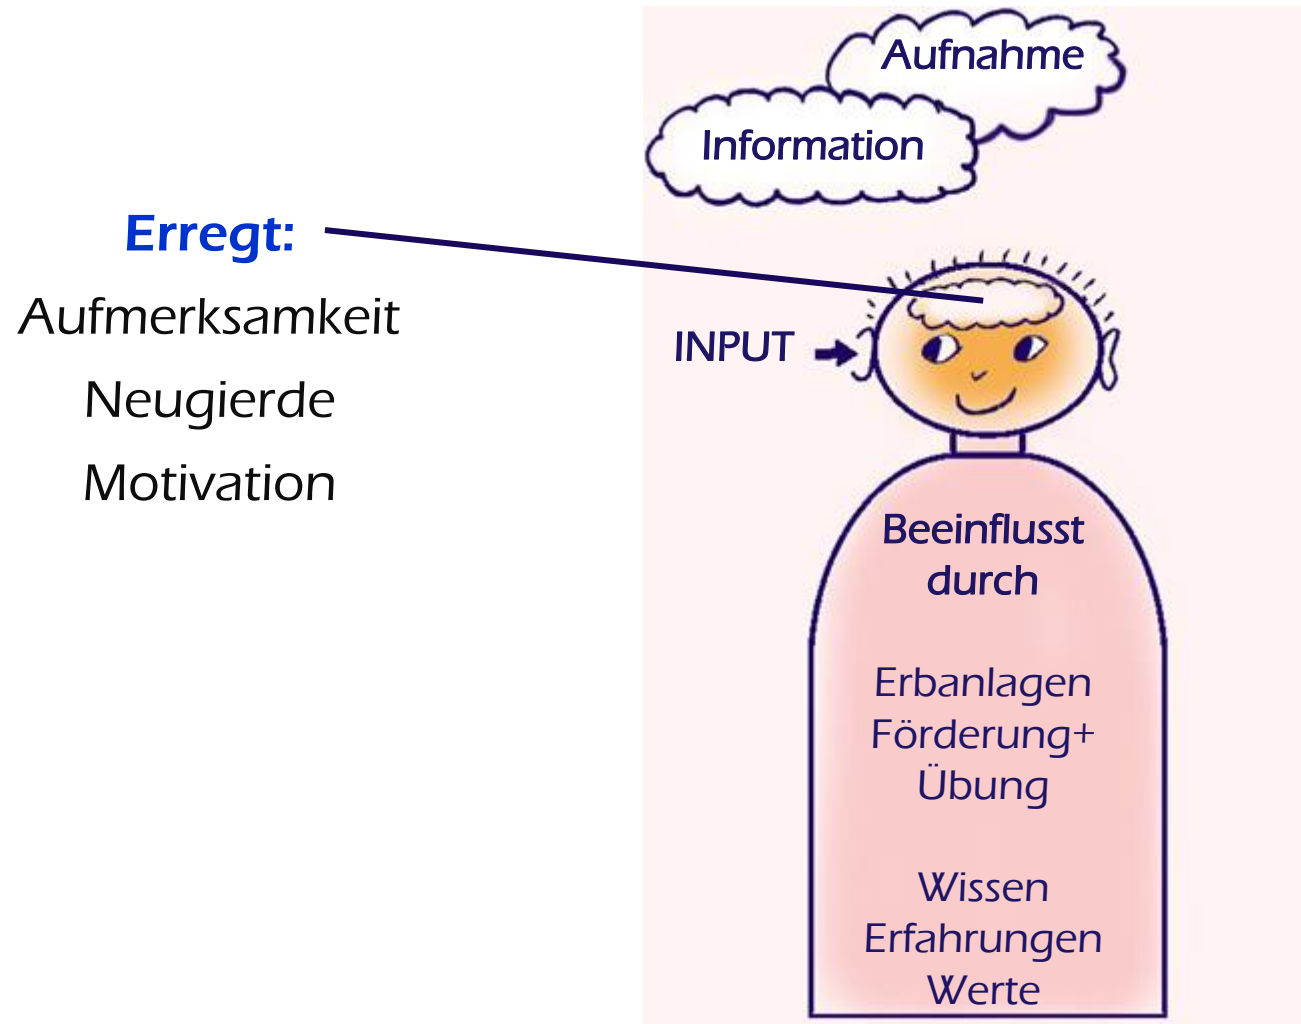 Aufnahme
Information
Erregt:
Aufmerksamkeit
Neugierde
Motivation
INPUT
Beeinflusst
durch
Erbanlagen
Förderung+
Übung
Wissen
Erfahrungen
Werte